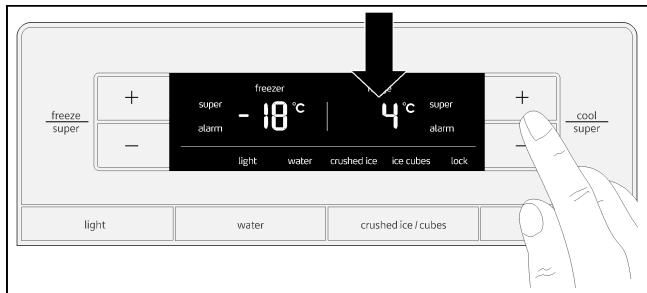 freeze
super
+
−
freezer
super
alarm
- 18 °C
4 °C
super
alarm
light water crushed ice ice cubes lock
+
−
cool
super
light water crushed ice / cubes